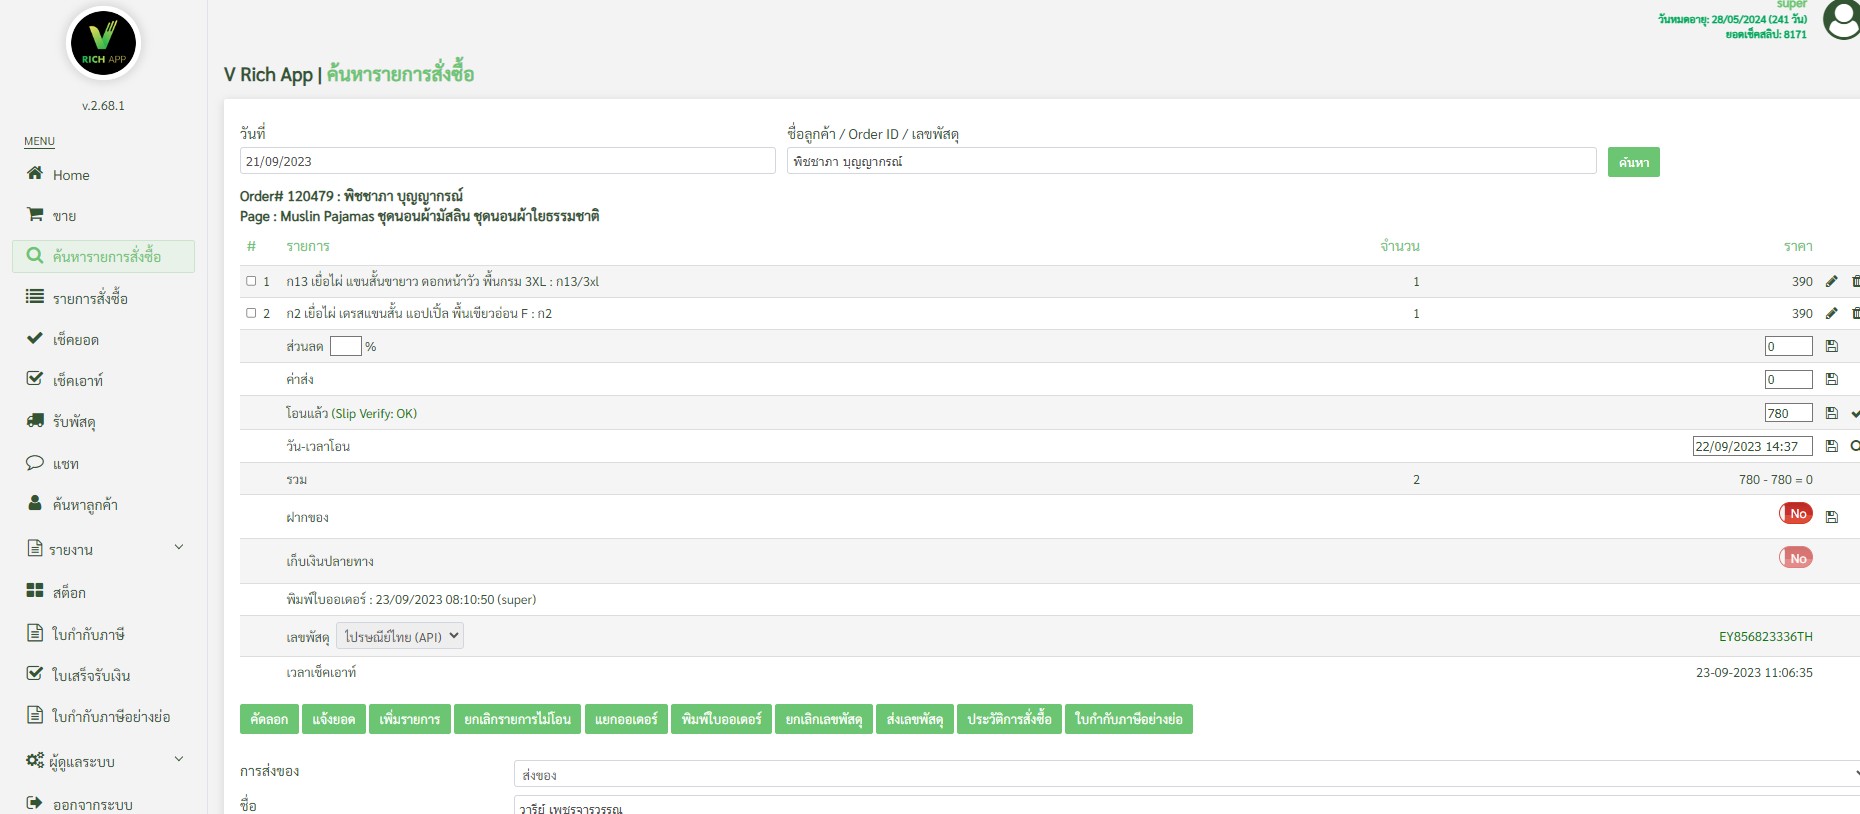 super
วันหมดอายุ: 28/05/2024 (241 วัน)
ยอดเช็คสลิป: 8171
V
RICH APP
v.2.68.1
MENU
Home
ขาย
ค้นหารายการสั่งซื้อ
รายการสั่งซื้อ
เช็คยอด
เช็คเอาท์
รับพัสดุ
แชท
ค้นหาลูกค้า
รายงาน
สต็อก
ใบกำกับภาษี
ใบเสร็จรับเงิน
ใบกำกับภาษีอย่างย่อ
ผู้ดูแลระบบ
ออกจากระบบ
V Rich App | ค้นหารายการสั่งซื้อ
วันที่ ชื่อลูกค้า / Order ID / เลขพัสดุ
21/09/2023 พิชชาภา บุญญากรณ์ ค้นหา
Order# 120479 : พิชชาภา บุญญากรณ์
Page : Muslin Pajamas ชุดนอนผ้ามัสลิน ชุดนอนผ้าใยธรรมชาติ
# รายการ จำนวน ราคา
1 ก13 เยื่อไผ่ แขนสั้นขายาว ดอกหน้าวัว พื้นกรม 3XL : ก13/3xl 1 390
2 ก2 เยื่อไผ่ เดรสแขนสั้น แอปเปิ้ล พื้นเขียวอ่อน F : ก2 1 390
ส่วนลด % 0
ค่าส่ง 0
โอนแล้ว (Slip Verify: OK) 780
วัน-เวลาโอน 22/09/2023 14:37
รวม 2 780 - 780 = 0
ฝากของ No
เก็บเงินปลายทาง No
พิมพ์ใบออเดอร์ : 23/09/2023 08:10:50 (super)
เลขพัสดุ ไปรษณีย์ไทย (API) EY856823336TH
เวลาเช็คเอาท์ 23-09-2023 11:06:35
คัดลอก แจ้งยอด เพิ่มรายการ ยกเลิกรายการไม่โอน แยกออเดอร์ พิมพ์ใบออเดอร์ ยกเลิกเลขพัสดุ ส่งเลขพัสดุ ประวัติการสั่งซื้อ ใบกำกับภาษีอย่างย่อ
การส่งของ ส่งของ
ชื่อ วารีย์ เพชรจารุวรรณ